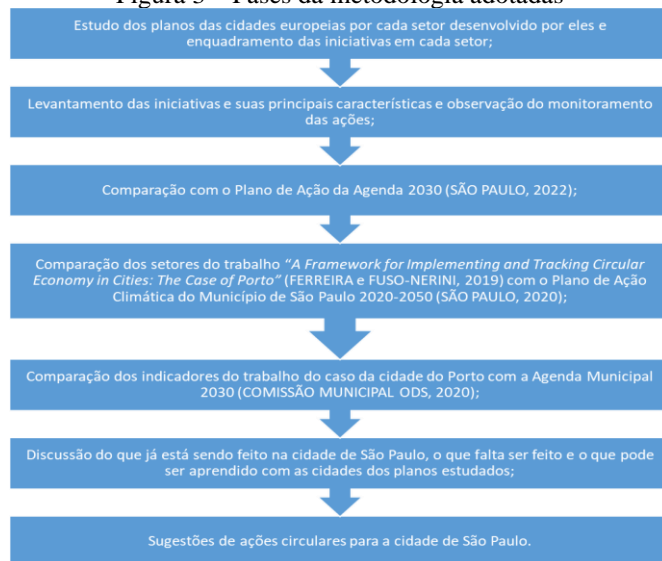 Figura 3 – Fases da metodologia adotadas
Estudo dos planos das cidades europeias por cada setor desenvolvido por eles e
enquadramento das iniciativas em cada setor;
Levantamento das iniciativas e suas principais características e observação do monitoramento
das ações;
Comparação com o Plano de Ação da Agenda 2030 (SÃO PAULO, 2022);
Comparação dos setores do trabalho “A Framework for Implementing and Tracking Circular
Economy in Cities: The Case of Porto” (FERREIRA e FUSO-NERINI, 2019) com o Plano de Ação
Climática do Município de São Paulo 2020-2050 (SÃO PAULO, 2020);
Comparação dos indicadores do trabalho do caso da cidade do Porto com a Agenda Municipal
2030 (COMISSÃO MUNICIPAL ODS, 2020);
Discussão do que já está sendo feito na cidade de São Paulo, o que falta ser feito e o que pode
ser aprendido com as cidades dos planos estudados;
Sugestões de ações circulares para a cidade de São Paulo.